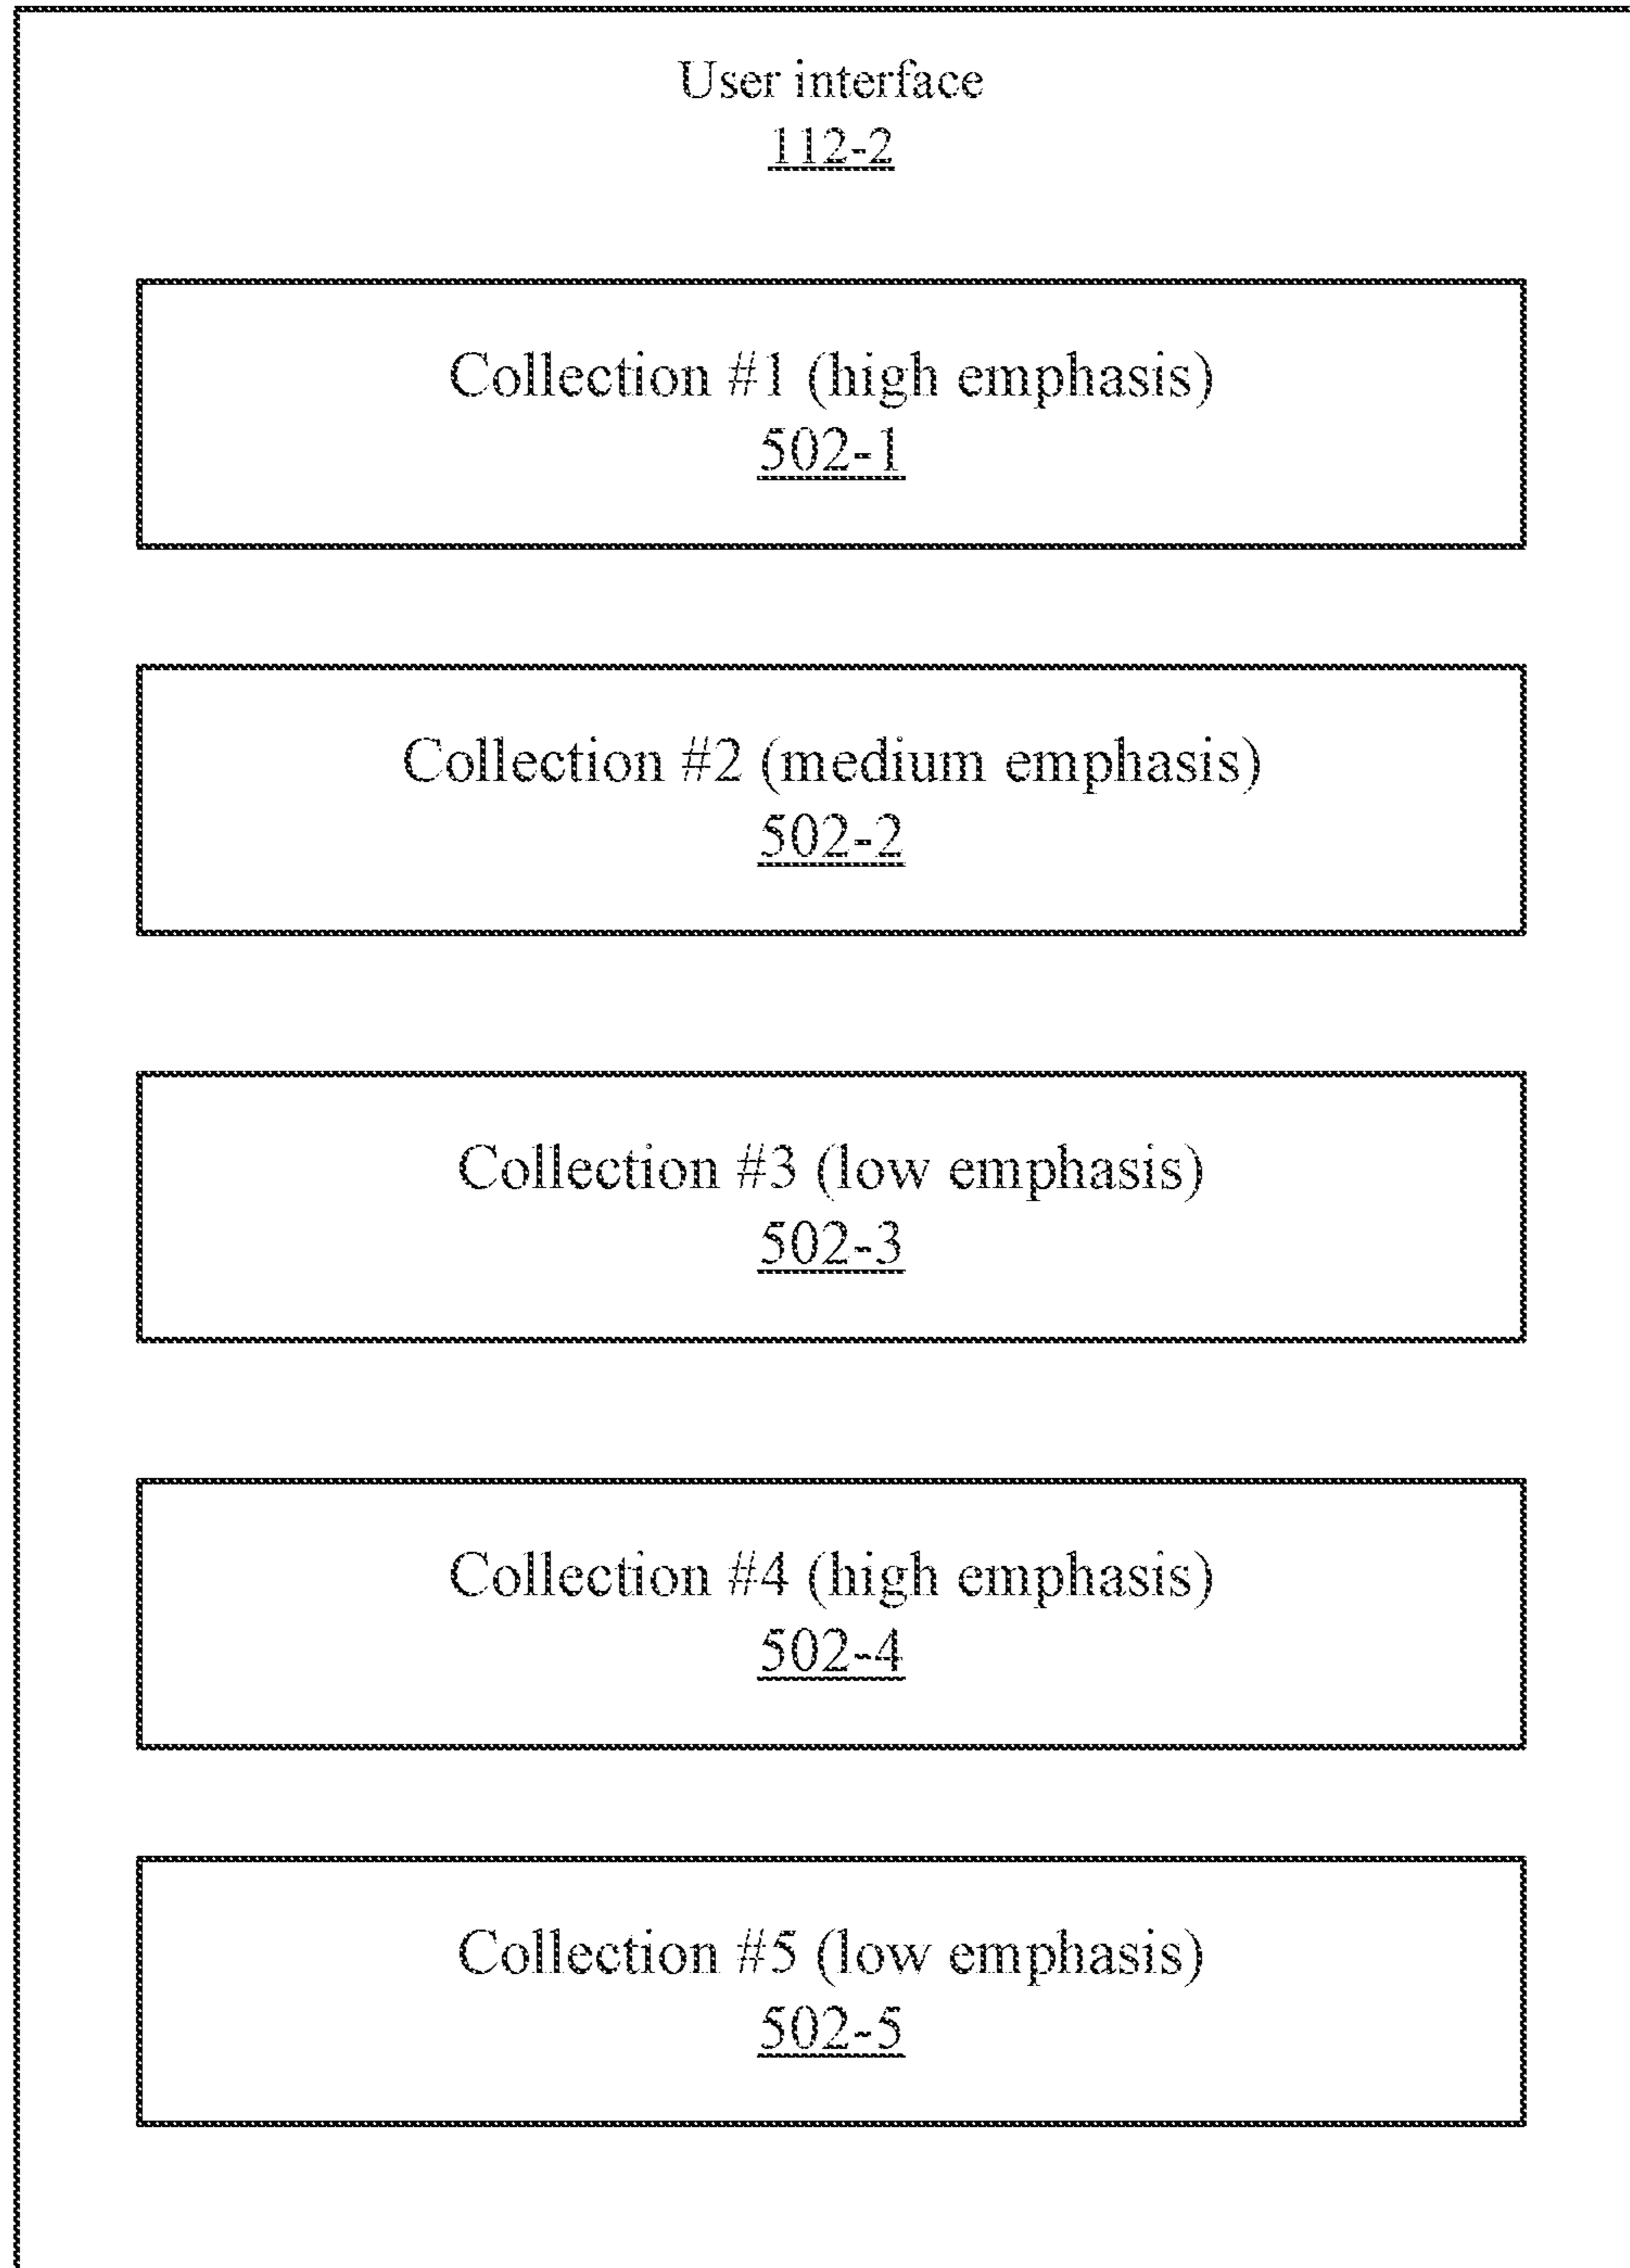 User interface
112-2
Collection #1 (high emphasis)
502-1
Collection #2 (medium emphasis)
502-2
Collection #3 (low emphasis)
502-3
Collection #4 (high emphasis)
502-4
Collection #5 (low emphasis)
502-5